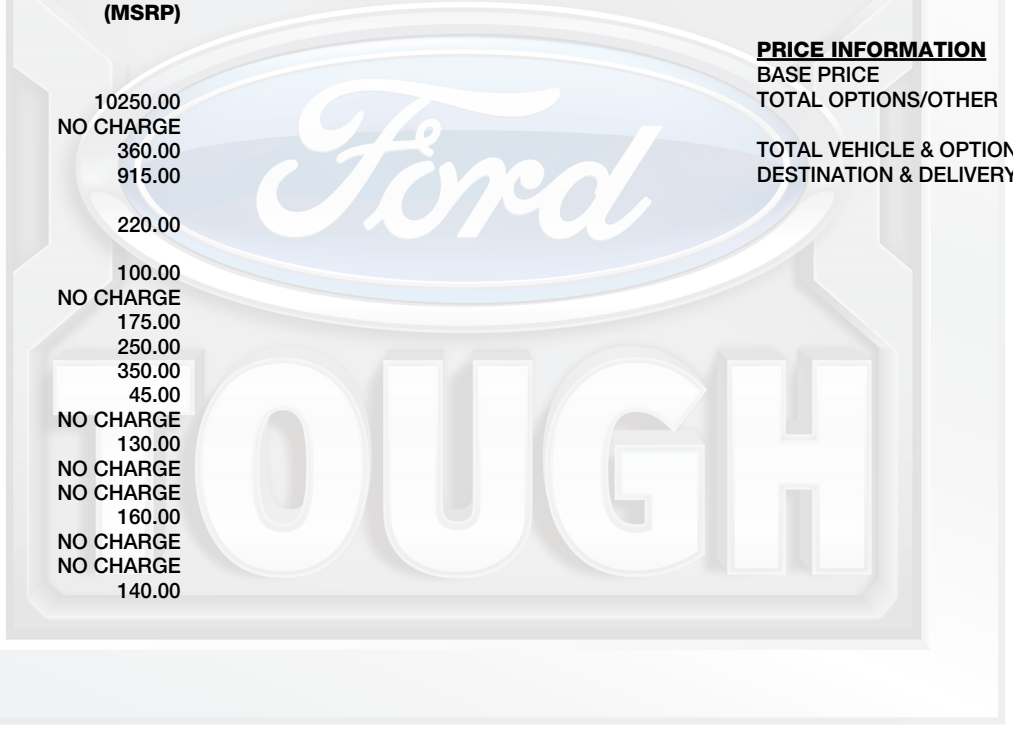 (MSRP)
10250.00
NO CHARGE
360.00
915.00
220.00
100.00
NO CHARGE
175.00
250.00
350.00
45.00
NO CHARGE
130.00
NO CHARGE
NO CHARGE
160.00
NO CHARGE
NO CHARGE
140.00
PRICE INFORMATION
BASE PRICE
TOTAL OPTIONS/OTHER
TOTAL VEHICLE & OPTION
DESTINATION & DELIVERY
Ford
TOUGH